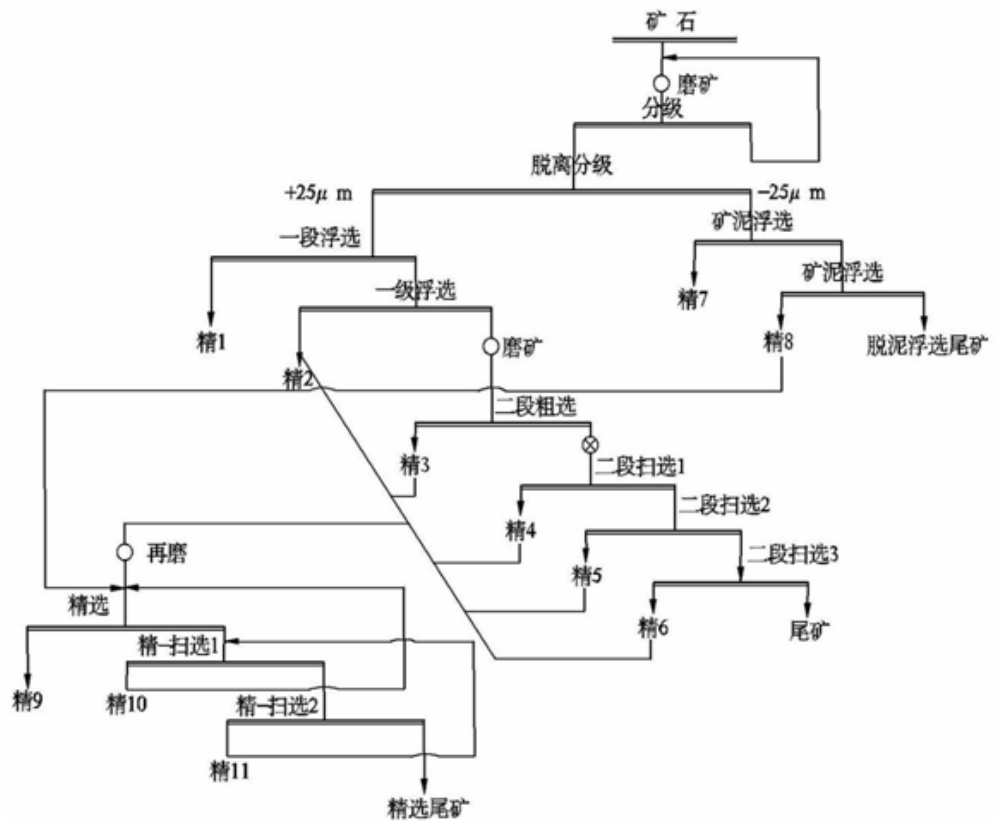 矿 石
磨矿
分级
脱离分级
+25μ m
-25μ m
矿泥浮选
一段浮选
矿泥浮选
一级浮选
精7
精1
精8
脱泥浮选尾矿
磨矿
精2
二段粗选
精3
二段扫选1
二段扫选2
精4
二段扫选3
再磨
精5
精选
精6
尾矿
精-扫选1
精9
精10
精-扫选2
精11
精选尾矿